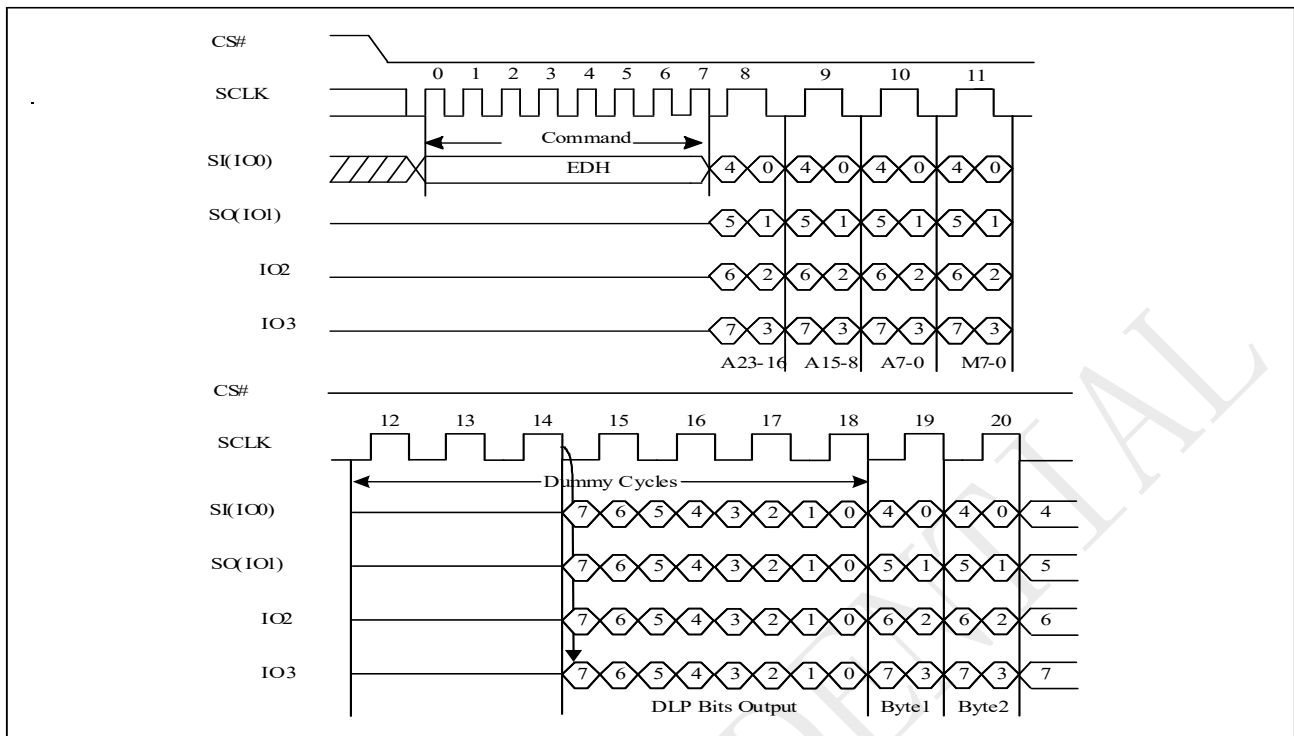 CS#
0 1 2 3 4 5 6 7 8 9 10 11
SCLK
Command
SI(IO0) EDH 4 0 4 0 4 0 4 0
SO(IO1) 5 1 5 1 5 1 5 1
IO2 6 2 6 2 6 2 6 2
IO3 7 3 7 3 7 3 7 3
A23-16 A15-8 A7-0 M7-0
CS#
12 13 14 15 16 17 18 19 20
SCLK
Dummy Cycles
SI(IO0) 7 6 5 4 3 2 1 0 4 0 4 0 4
SO(IO1) 7 6 5 4 3 2 1 0 5 1 5 1 5
IO2 7 6 5 4 3 2 1 0 6 2 6 2 6
IO3 7 6 5 4 3 2 1 0 7 3 7 3 7
DLP Bits Output Byte1 Byte2
DENTIAL